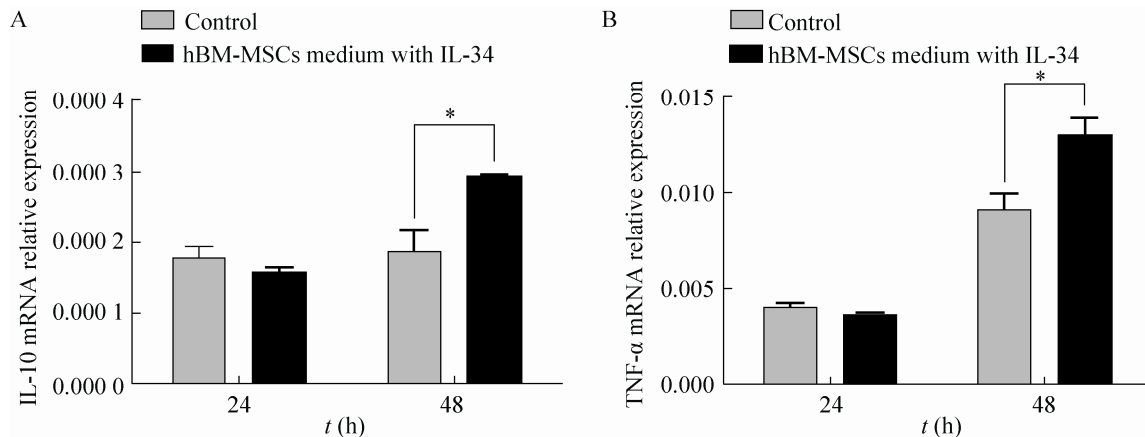 A
Control
hBM-MSCs medium with IL-34
IL-10 mRNA relative expression
0.000 4
0.000 3
0.000 2
0.000 1
0.000 0
*
24
48
t (h)
B
Control
hBM-MSCs medium with IL-34
TNF-α mRNA relative expression
0.015
0.010
0.005
0.000
*
24
48
t (h)